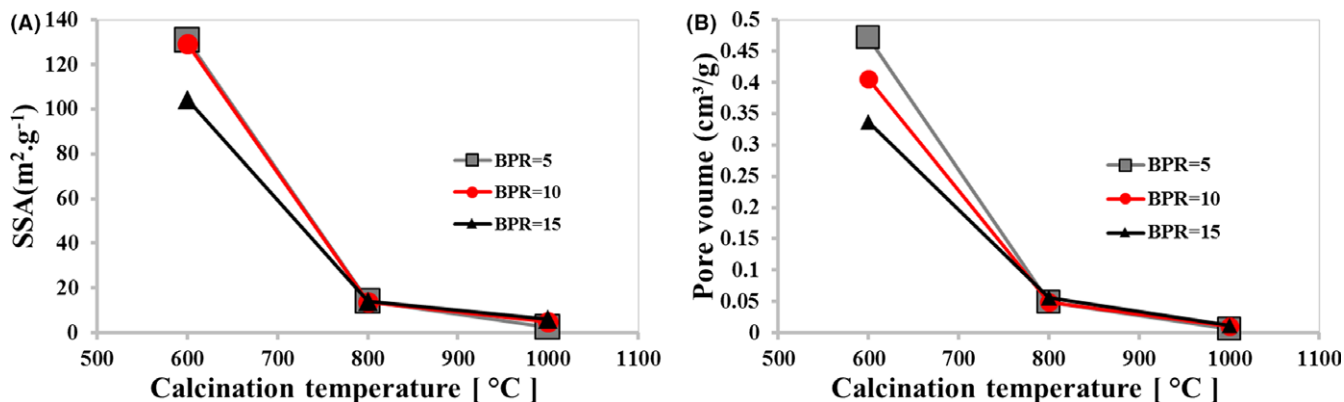 (A)
SSA(m²·g⁻¹)
140
120
100
80
60
40
20
0
BPR=5
BPR=10
BPR=15
500 600 700 800 900 1000 1100
Calcination temperature [ °C ]
(B)
Pore voume (cm³/g)
0.5
0.45
0.4
0.35
0.3
0.25
0.2
0.15
0.1
0.05
0
BPR=5
BPR=10
BPR=15
500 600 700 800 900 1000 1100
Calcination temperature [ °C ]